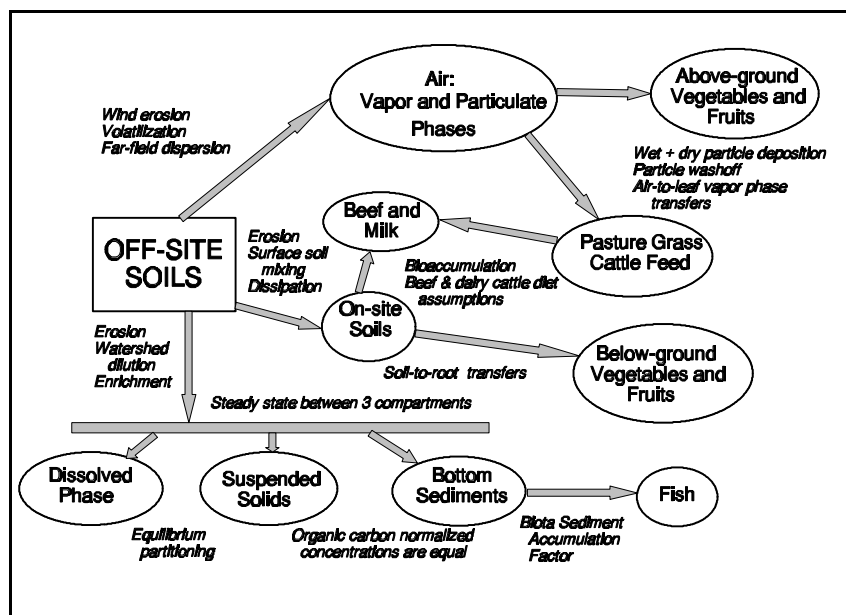 Air:
Vapor and Particulate
Phases
Above-ground
Vegetables and
Fruits
Wind erosion
Volatilization
Far-field dispersion
Wet + dry particle deposition
Particle washoff
Air-to-leaf vapor phase
transfers
Beef and
Milk
OFF-SITE
SOILS
Erosion
Surface soil
mixing
Dissipation
Pasture Grass
Cattle Feed
Bioaccumulation
Beef & dairy cattle diet
assumptions
On-site
Soils
Erosion
Watershed
dilution
Enrichment
Soil-to-root transfers
Below-ground
Vegetables and
Fruits
Steady state between 3 compartments
Dissolved
Phase
Suspended
Solids
Bottom
Sediments
Fish
Equilibrium
partitioning
Organic carbon normalized
concentrations are equal
Biota Sediment
Accumulation
Factor